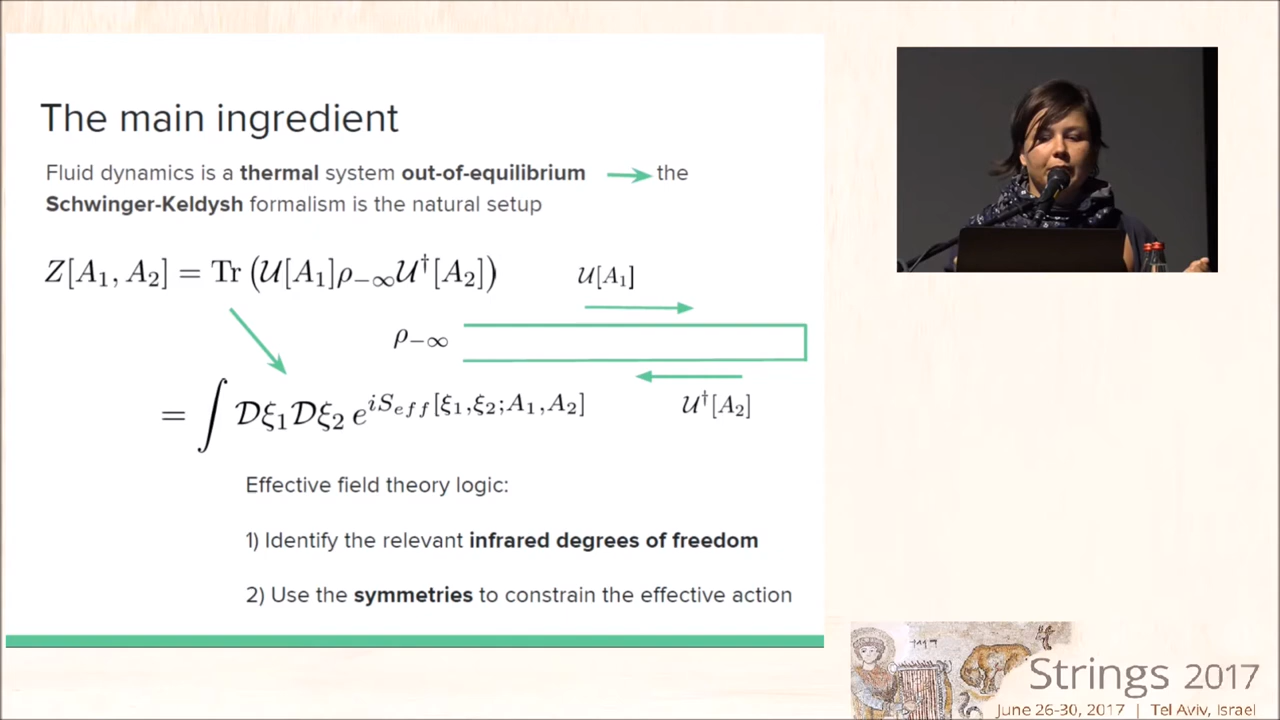 The main ingredient
Fluid dynamics is a thermal system out-of-equilibrium ⟶ the
Schwinger-Keldysh formalism is the natural setup
Z[A₁, A₂] = Tr (𝒰[A₁]ρ₋∞𝒰†[A₂])
𝒰[A₁]
ρ₋∞
= ∫ 𝒟ξ₁𝒟ξ₂ e^{iS_{eff}[ξ₁,ξ₂;A₁,A₂]}
𝒰†[A₂]
Effective field theory logic:
1) Identify the relevant infrared degrees of freedom
2) Use the symmetries to constrain the effective action
Strings 2017
June 26-30, 2017 | Tel Aviv, Israel